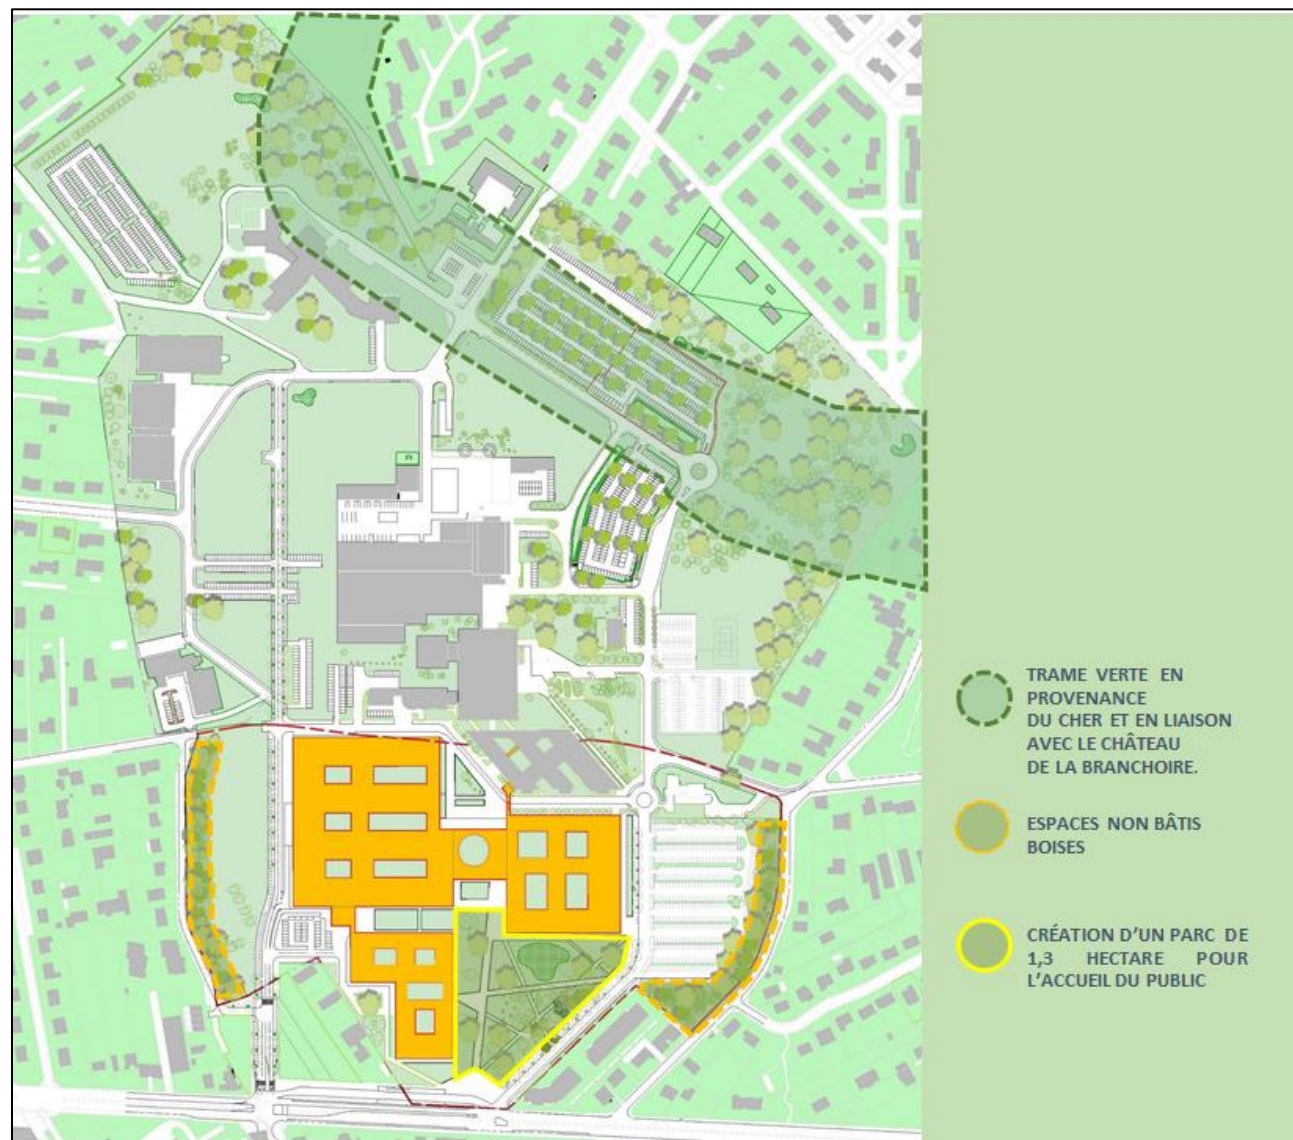 TRAME VERTE EN
PROVENANCE
DU CHER ET EN LIAISON
AVEC LE CHÂTEAU
DE LA BRANCHOIRE.
ESPACES NON BÂTIS
BOISES
CRÉATION D'UN PARC DE
1,3 HECTARE POUR
L'ACCUEIL DU PUBLIC